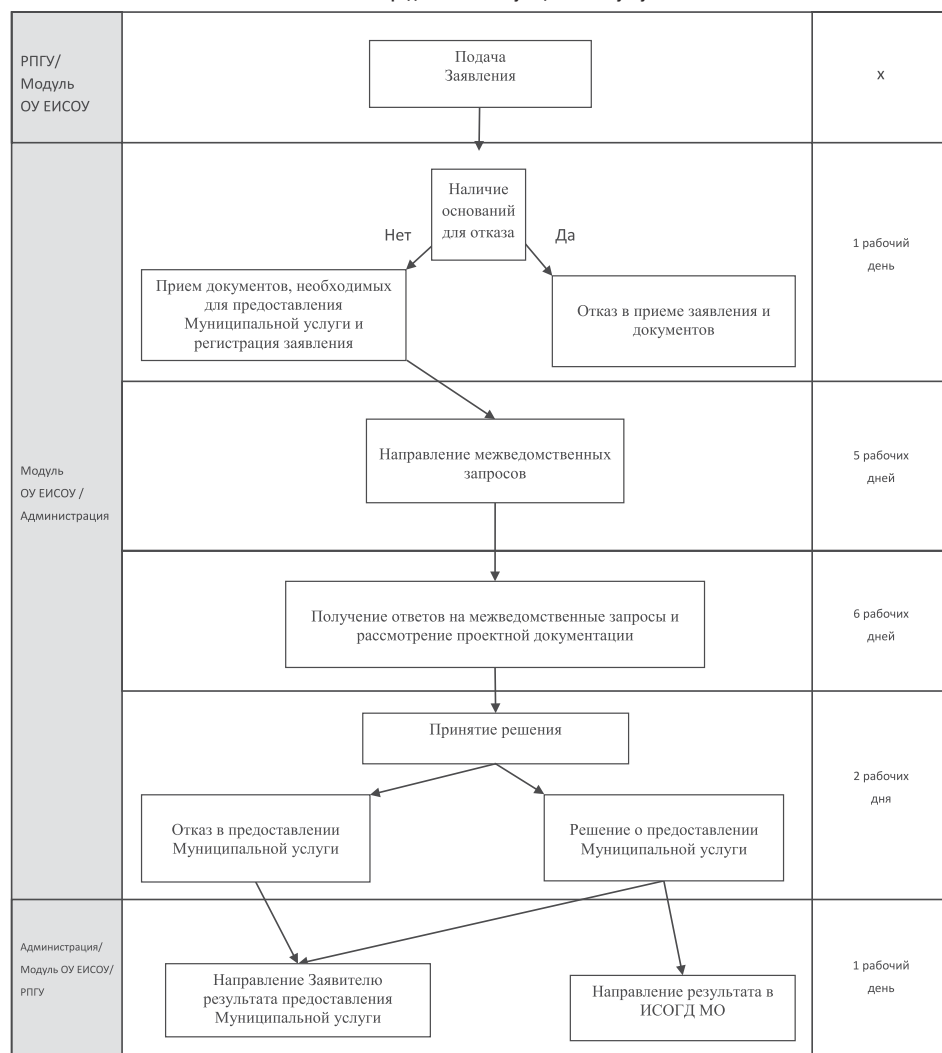 РПГУ/
Модуль
ОУ ЕИСОУ
Подача
Заявления
х
Наличие
оснований
для отказа
Нет
Да
1 рабочий
день
Прием документов, необходимых
для предоставления
Муниципальной услуги и
регистрация заявления
Отказ в приеме заявления и
документов
Модуль
ОУ ЕИСОУ /
Администрация
Направление межведомственных
запросов
5 рабочих
дней
Получение ответов на межведомственные запросы и
рассмотрение проектной документации
6 рабочих
дней
Принятие решения
2 рабочих
дня
Отказ в предоставлении
Муниципальной услуги
Решение о предоставлении
Муниципальной услуги
Администрация/
Модуль ОУ ЕИСОУ/
РПГУ
Направление Заявителю
результата предоставления
Муниципальной услуги
Направление результата в
ИСОГД МО
1 рабочий
день